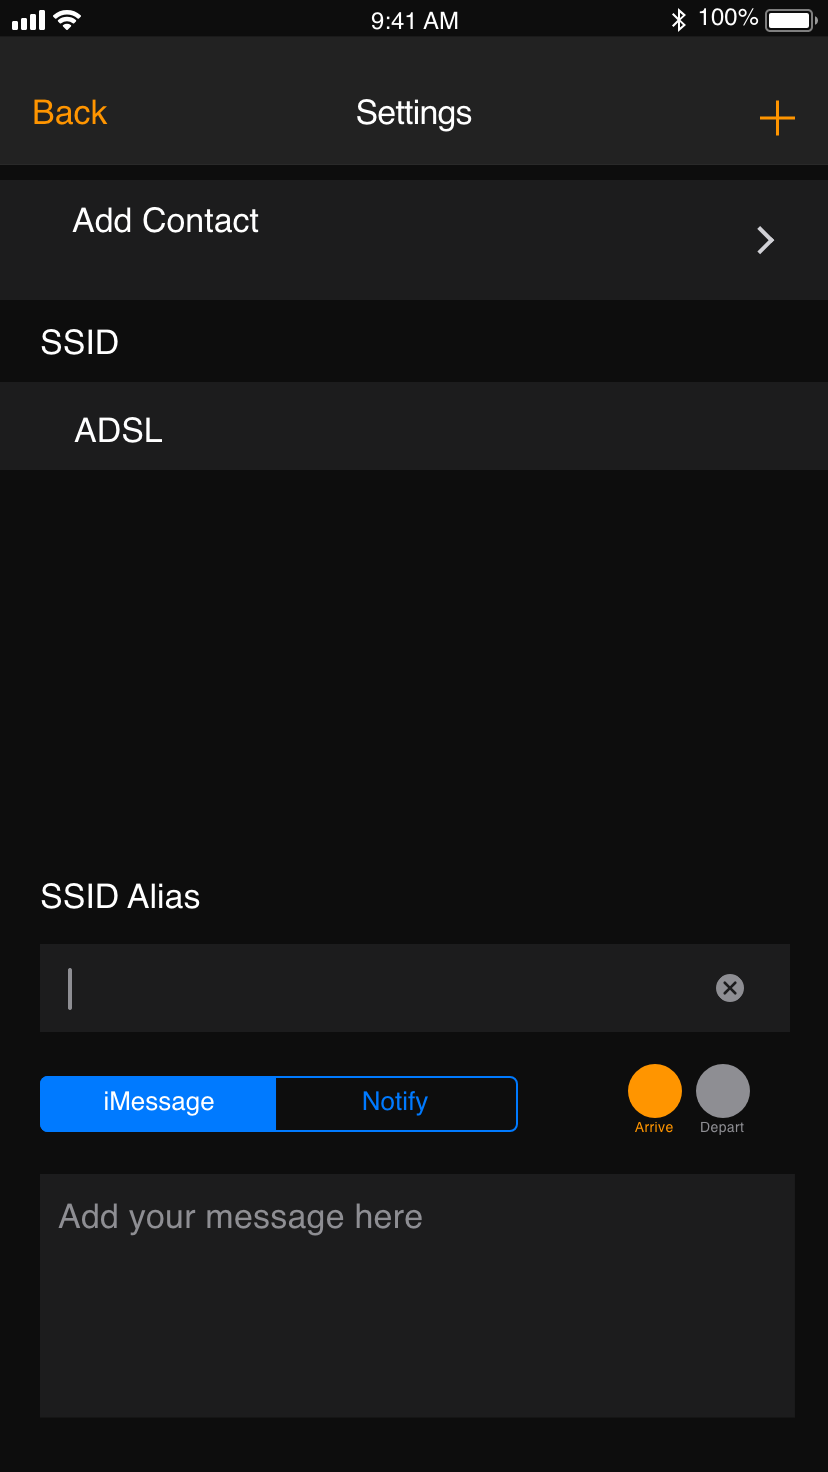 9:41 AM 100%
Back Settings
Add Contact
SSID
ADSL
SSID Alias
iMessage Notify
Arrive Depart
Add your message here